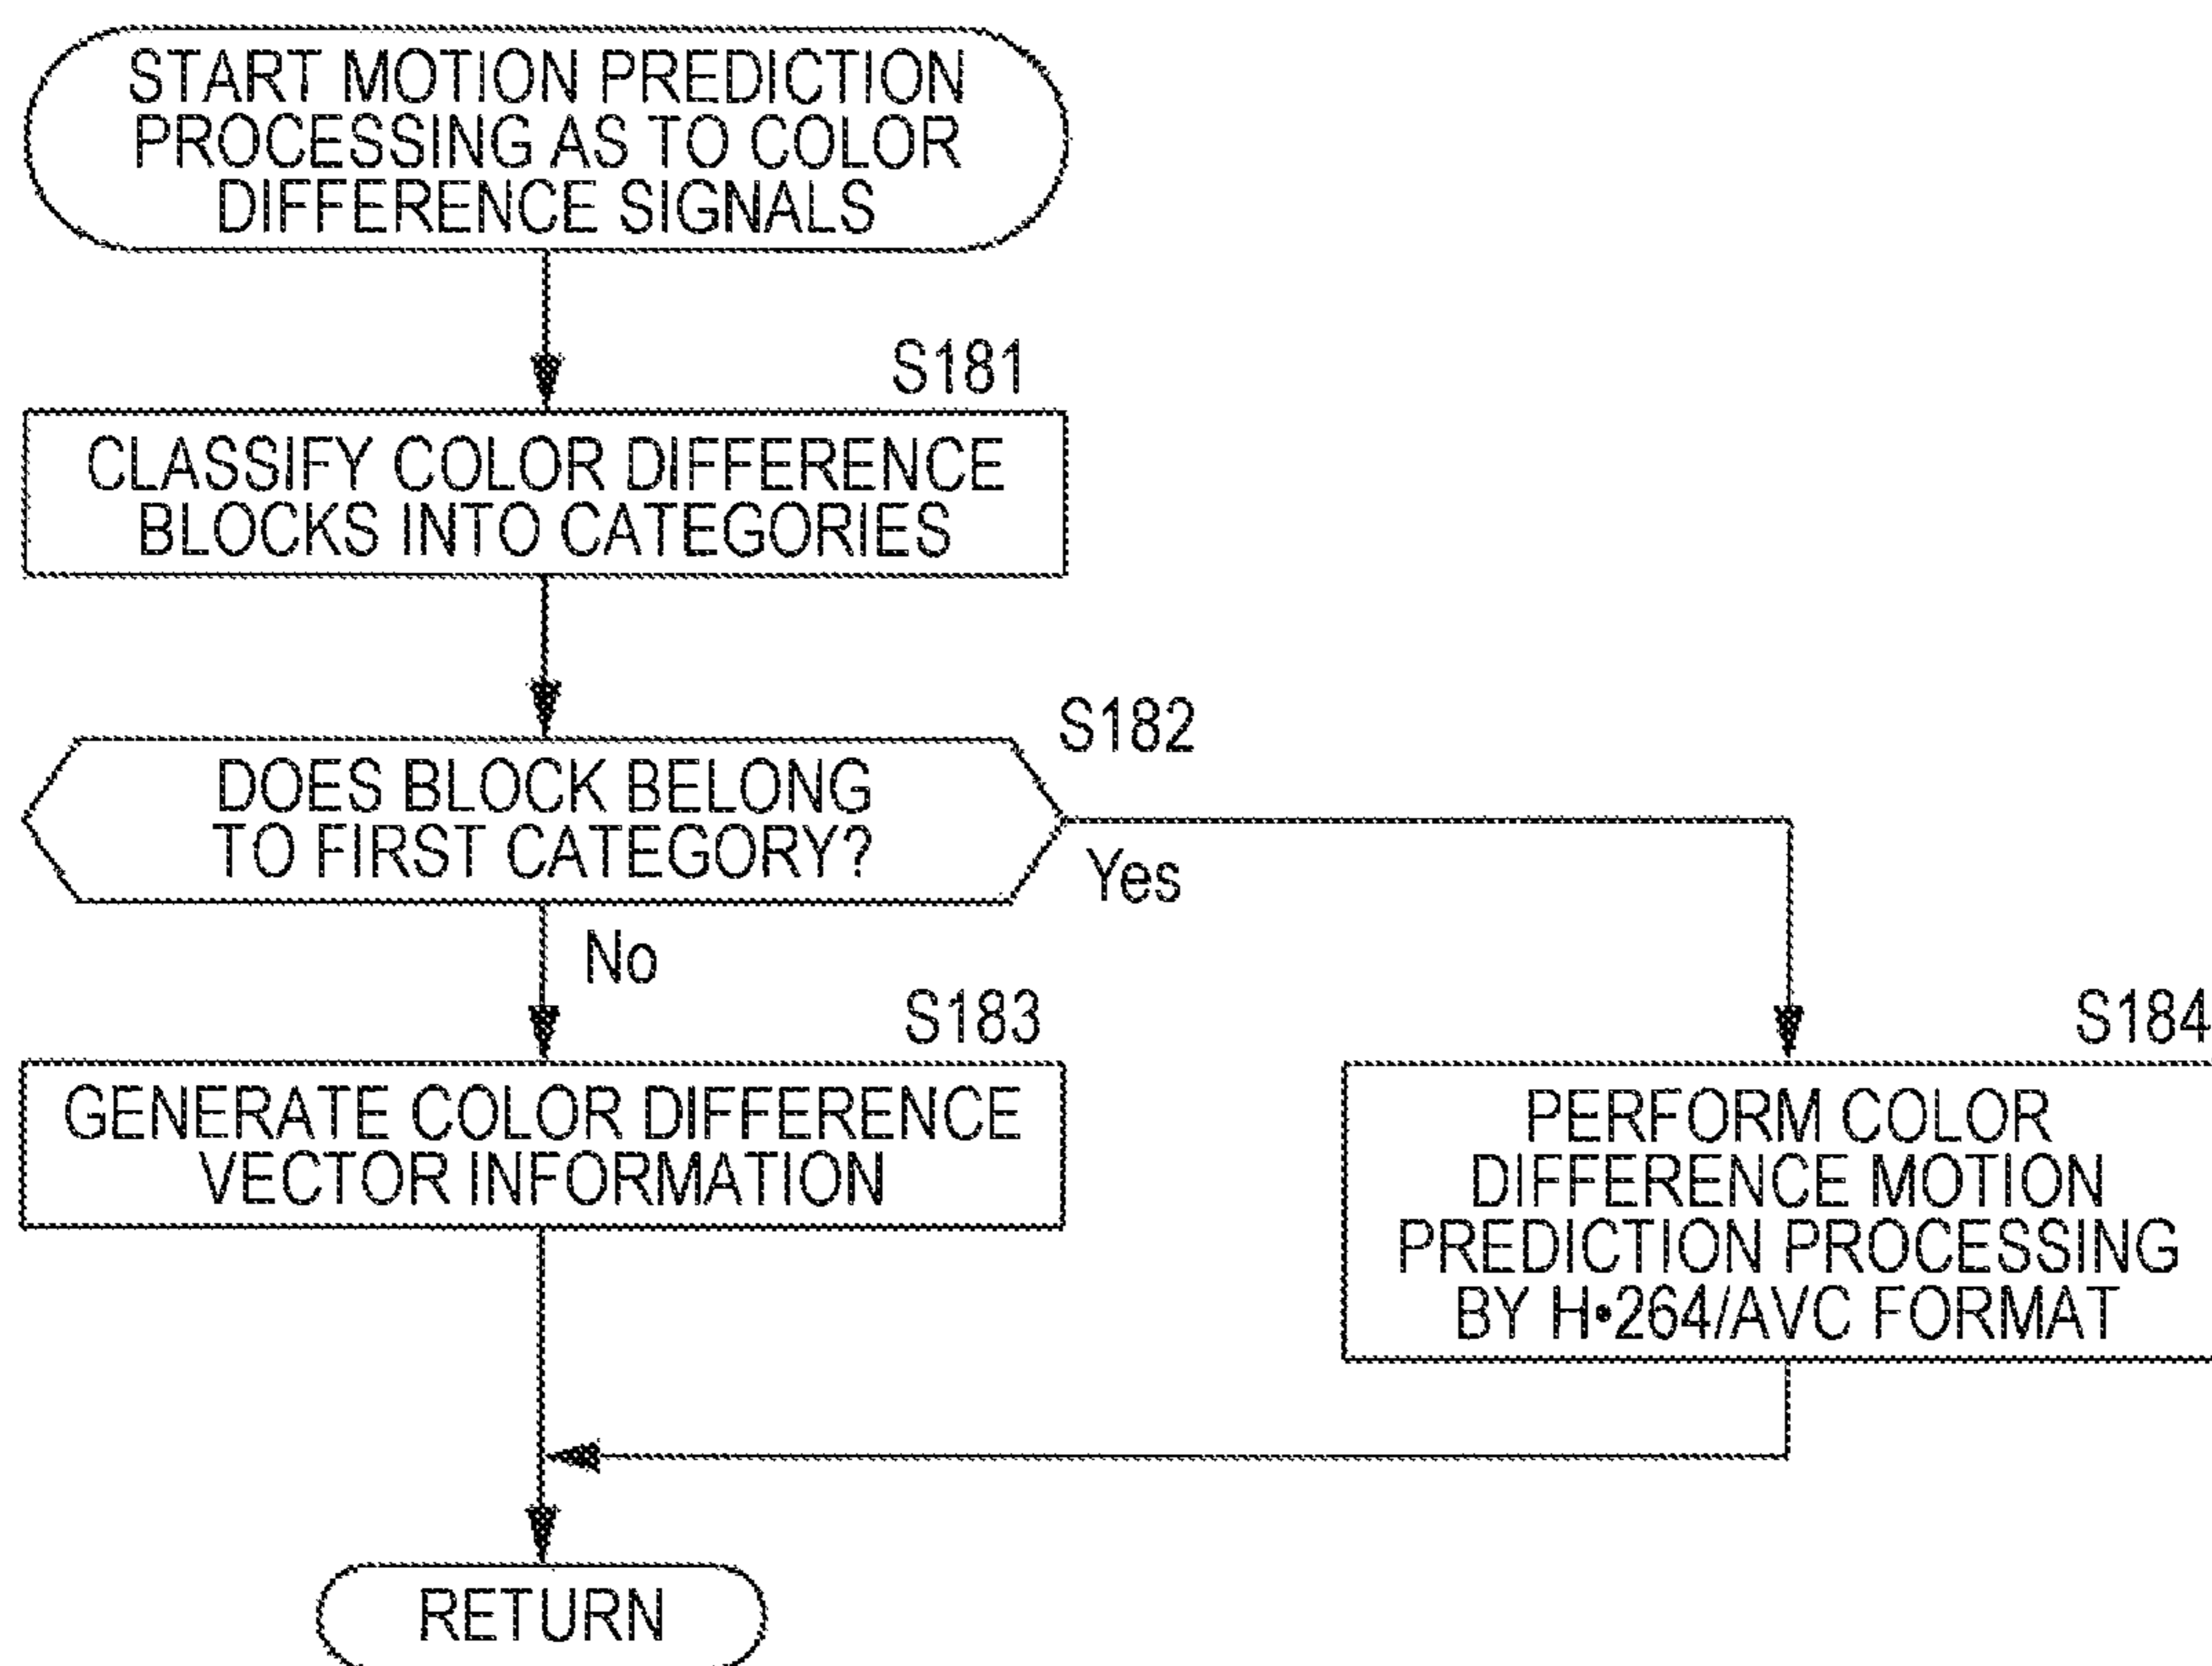 START MOTION PREDICTION
PROCESSING AS TO COLOR
DIFFERENCE SIGNALS
S181
CLASSIFY COLOR DIFFERENCE
BLOCKS INTO CATEGORIES
S182
DOES BLOCK BELONG
TO FIRST CATEGORY?
Yes
No
S183
GENERATE COLOR DIFFERENCE
VECTOR INFORMATION
S184
PERFORM COLOR
DIFFERENCE MOTION
PREDICTION PROCESSING
BY H•264/AVC FORMAT
RETURN